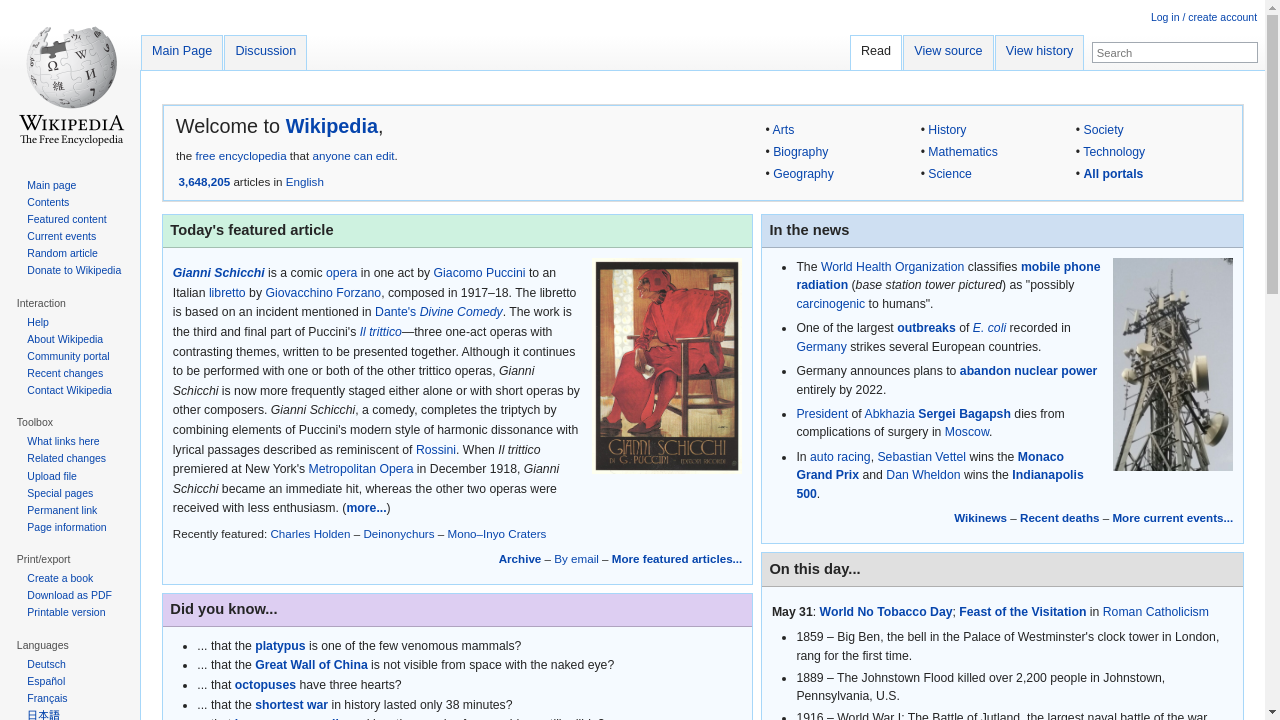 Log in / create account
Main Page
Discussion
Read
View source
View history
Search
WIKIPEDIA
The Free Encyclopedia
Main page
Contents
Featured content
Current events
Random article
Donate to Wikipedia
Interaction
Help
About Wikipedia
Community portal
Recent changes
Contact Wikipedia
Toolbox
What links here
Related changes
Upload file
Special pages
Permanent link
Page information
Print/export
Create a book
Download as PDF
Printable version
Languages
Deutsch
Español
Français
日本語
Welcome to Wikipedia,
the free encyclopedia that anyone can edit.
3,648,205 articles in English
• Arts
• Biography
• Geography
• History
• Mathematics
• Science
• Society
• Technology
• All portals
Today's featured article
Gianni Schicchi is a comic opera in one act by Giacomo Puccini to an
Italian libretto by Giovacchino Forzano, composed in 1917–18. The libretto
is based on an incident mentioned in Dante's Divine Comedy. The work is
the third and final part of Puccini's Il trittico—three one-act operas with
contrasting themes, written to be presented together. Although it continues
to be performed with one or both of the other trittico operas, Gianni
Schicchi is now more frequently staged either alone or with short operas by
other composers. Gianni Schicchi, a comedy, completes the triptych by
combining elements of Puccini's modern style of harmonic dissonance with
lyrical passages described as reminiscent of Rossini. When Il trittico
premiered at New York's Metropolitan Opera in December 1918, Gianni
Schicchi became an immediate hit, whereas the other two operas were
received with less enthusiasm. (more...)
GIANNI SCHICCHI
G. PUCCINI
Recently featured: Charles Holden – Deinonychurs – Mono–Inyo Craters
Archive – By email – More featured articles...
Did you know...
• ... that the platypus is one of the few venomous mammals?
• ... that the Great Wall of China is not visible from space with the naked eye?
• ... that octopuses have three hearts?
• ... that the shortest war in history lasted only 38 minutes?
In the news
• The World Health Organization classifies mobile phone
radiation (base station tower pictured) as "possibly
carcinogenic to humans".
• One of the largest outbreaks of E. coli recorded in
Germany strikes several European countries.
• Germany announces plans to abandon nuclear power
entirely by 2022.
• President of Abkhazia Sergei Bagapsh dies from
complications of surgery in Moscow.
• In auto racing, Sebastian Vettel wins the Monaco
Grand Prix and Dan Wheldon wins the Indianapolis
500.
Wikinews – Recent deaths – More current events...
On this day...
May 31: World No Tobacco Day; Feast of the Visitation in Roman Catholicism
• 1859 – Big Ben, the bell in the Palace of Westminster's clock tower in London,
rang for the first time.
• 1889 – The Johnstown Flood killed over 2,200 people in Johnstown,
Pennsylvania, U.S.
• 1916 – World War I: The Battle of Jutland, the largest naval battle of the war